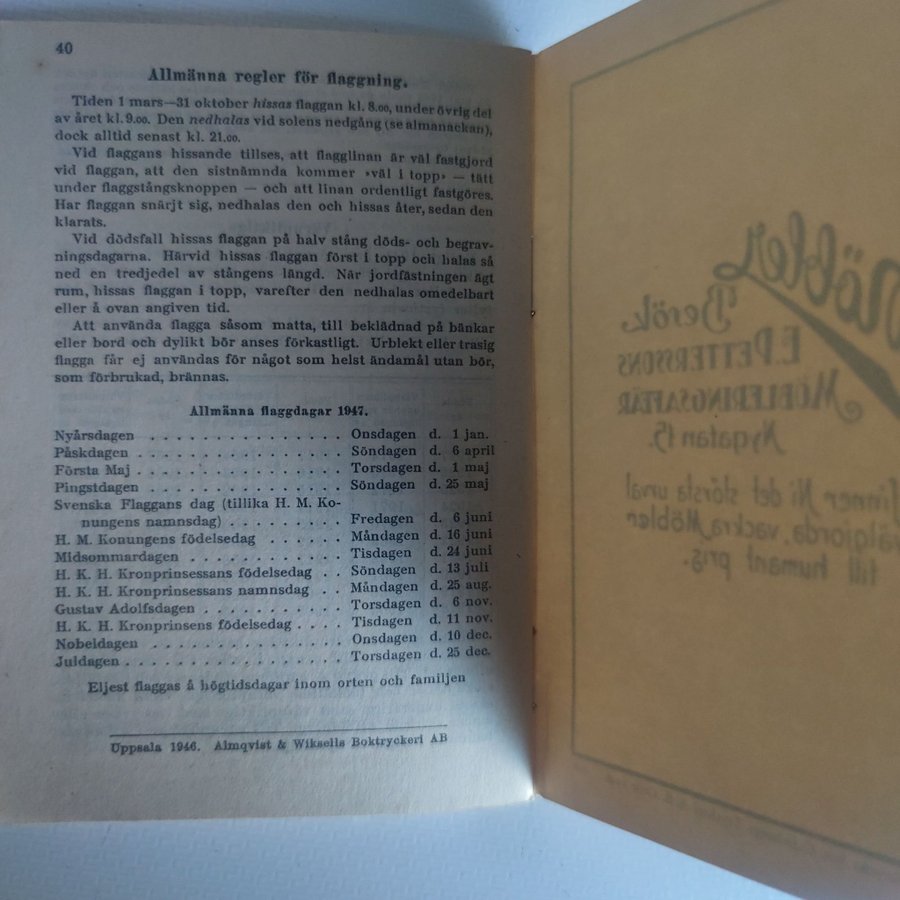 40
Allmänna regler för flaggning.
Tiden 1 mars—31 oktober hissas flaggan kl. 8.00, under övrig del
av året kl. 9.00. Den nedhalas vid solens nedgång (se almanackan),
dock alltid senast kl. 21.00.
Vid flaggans hissande tillses, att flagglinan är väl fastgjord
vid flaggan, att den sistnämnda kommer »väl i topp» — tätt
under flaggstångsknoppen — och att linan ordentligt fastgöres.
Har flaggan snärjt sig, nedhalas den och hissas åter, sedan den
klarats.
Vid dödsfall hissas flaggan på halv stång döds- och begrav-
ningsdagarna. Härvid hissas flaggan först i topp och halas så
ned en tredjedel av stångens längd. När jordfästningen ägt
rum, hissas flaggan i topp, varefter den nedhalas omedelbart
eller å ovan angiven tid.
Att använda flagga såsom matta, till beklädnad på bänkar
eller bord och dylikt bör anses förkastligt. Urblekt eller trasig
flagga får ej användas för något som helst ändamål utan bör,
som förbrukad, brännas.
Allmänna flaggdagar 1947.
Nyårsdagen . . . . . . . . . . . . . . . Onsdagen d. 1 jan.
Påskdagen . . . . . . . . . . . . . . . Söndagen d. 6 april
Första Maj . . . . . . . . . . . . . . . Torsdagen d. 1 maj
Pingstdagen . . . . . . . . . . . . . . Söndagen d. 25 maj
Svenska Flaggans dag (tillika H. M. Ko-
nungens namnsdag) . . . . . . . . . Fredagen d. 6 juni
H. M. Konungens födelsedag . . . . . . Måndagen d. 16 juni
Midsommardagen . . . . . . . . . . . . Tisdagen d. 24 juni
H. K. H. Kronprinsessans födelsedag . . Söndagen d. 13 juli
H. K. H. Kronprinsessans namnsdag . . Måndagen d. 25 aug.
Gustav Adolfsdagen . . . . . . . . . . Torsdagen d. 6 nov.
H. K. H. Kronprinsens födelsedag . . . . Tisdagen d. 11 nov.
Nobeldagen . . . . . . . . . . . . . . . Onsdagen d. 10 dec.
Juldagen . . . . . . . . . . . . . . . . Torsdagen d. 25 dec.
Eljest flaggas å högtidsdagar inom orten och familjen
Uppsala 1946. Almqvist & Wiksells Boktryckeri AB
Möbler
Besök
E. PETTERSSONS
MÖBLERINGSAFFÄR
Nygatan 15.
finner Ni det största urval
välgjorda, vackra Möbler
till humant pris.